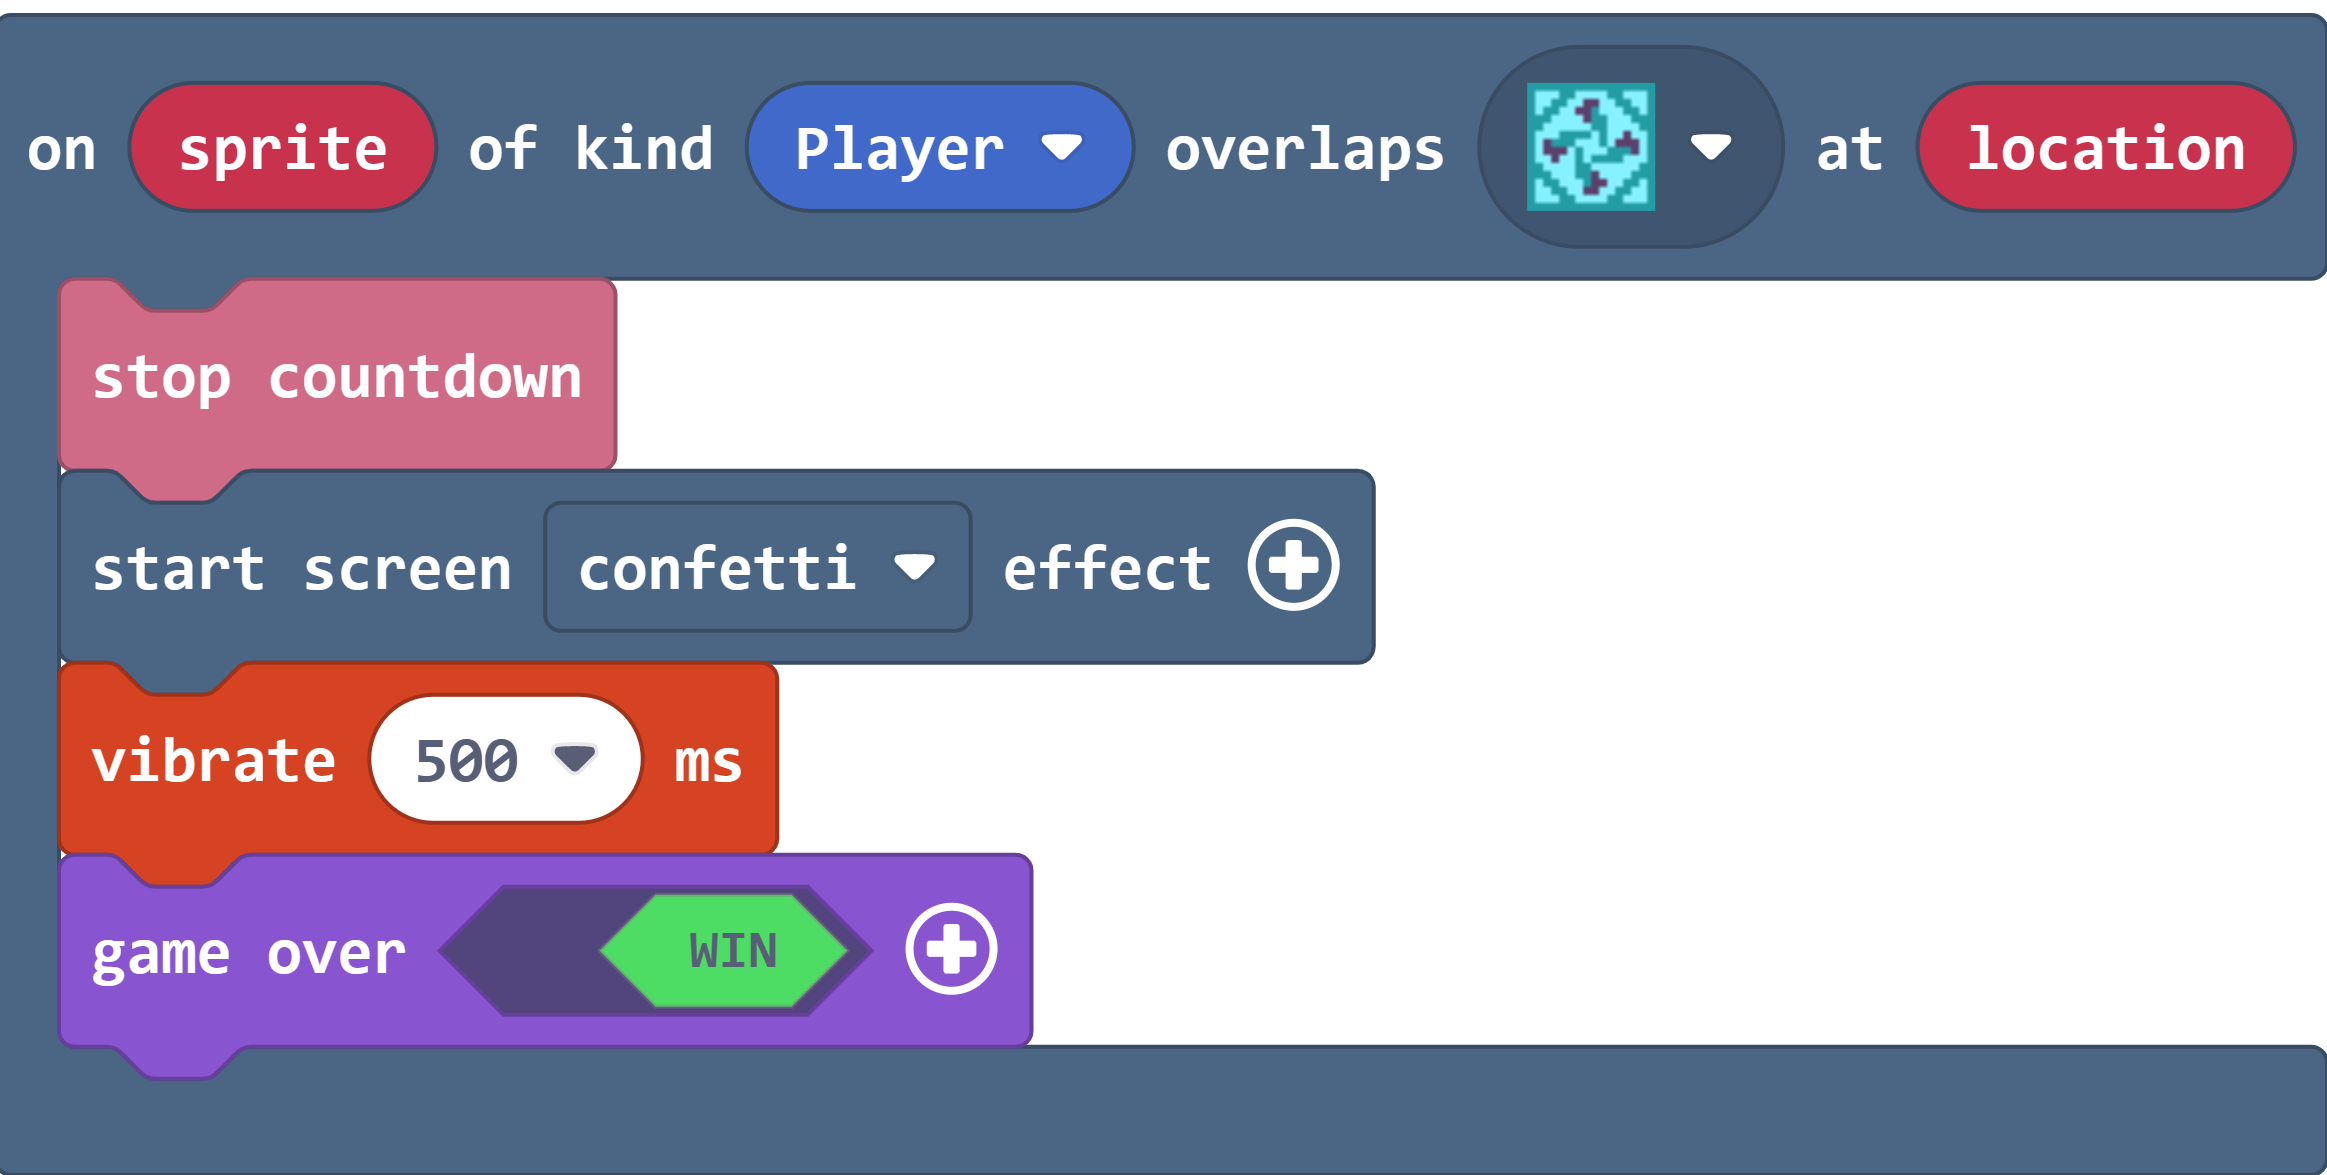 on sprite of kind Player overlaps at location
stop countdown
start screen confetti effect
vibrate 500 ms
game over WIN